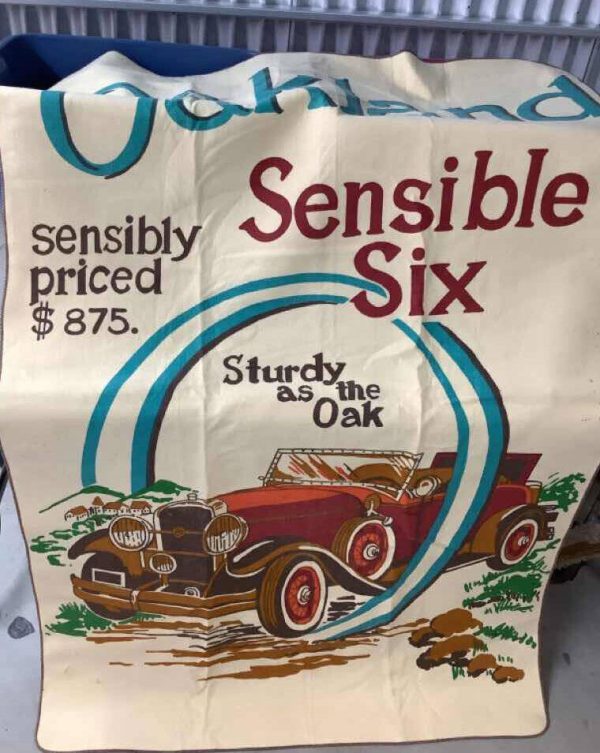 Oakland
Sensible
Six
sensibly
priced
$875.
Sturdy
as the
Oak